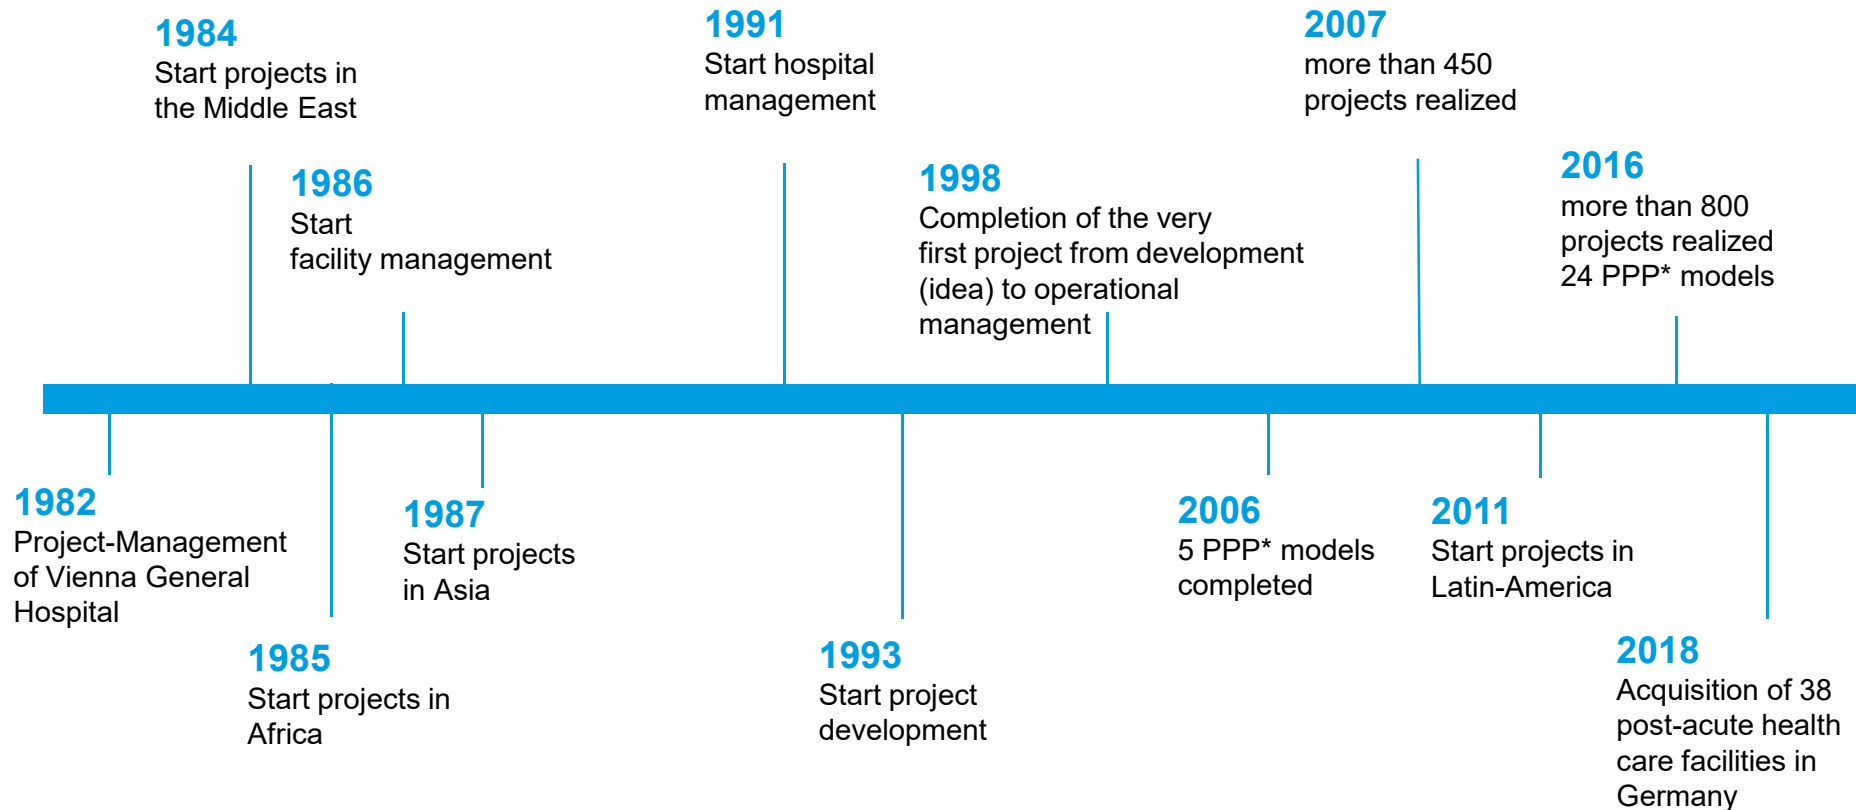 1984
Start projects in
the Middle East
1991
Start hospital
management
2007
more than 450
projects realized
1986
Start
facility management
1998
Completion of the very
first project from development
(idea) to operational
management
2016
more than 800
projects realized
24 PPP* models
1982
Project-Management
of Vienna General
Hospital
1987
Start projects
in Asia
2006
5 PPP* models
completed
2011
Start projects in
Latin-America
1985
Start projects in
Africa
1993
Start project
development
2018
Acquisition of 38
post-acute health
care facilities in
Germany